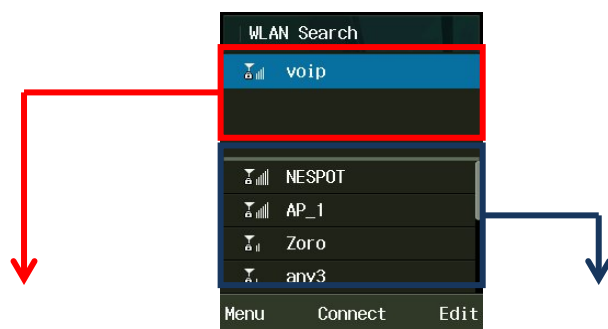 WLAN Search
voip
NESPOT
AP_1
Zoro
any3
Menu Connect Edit